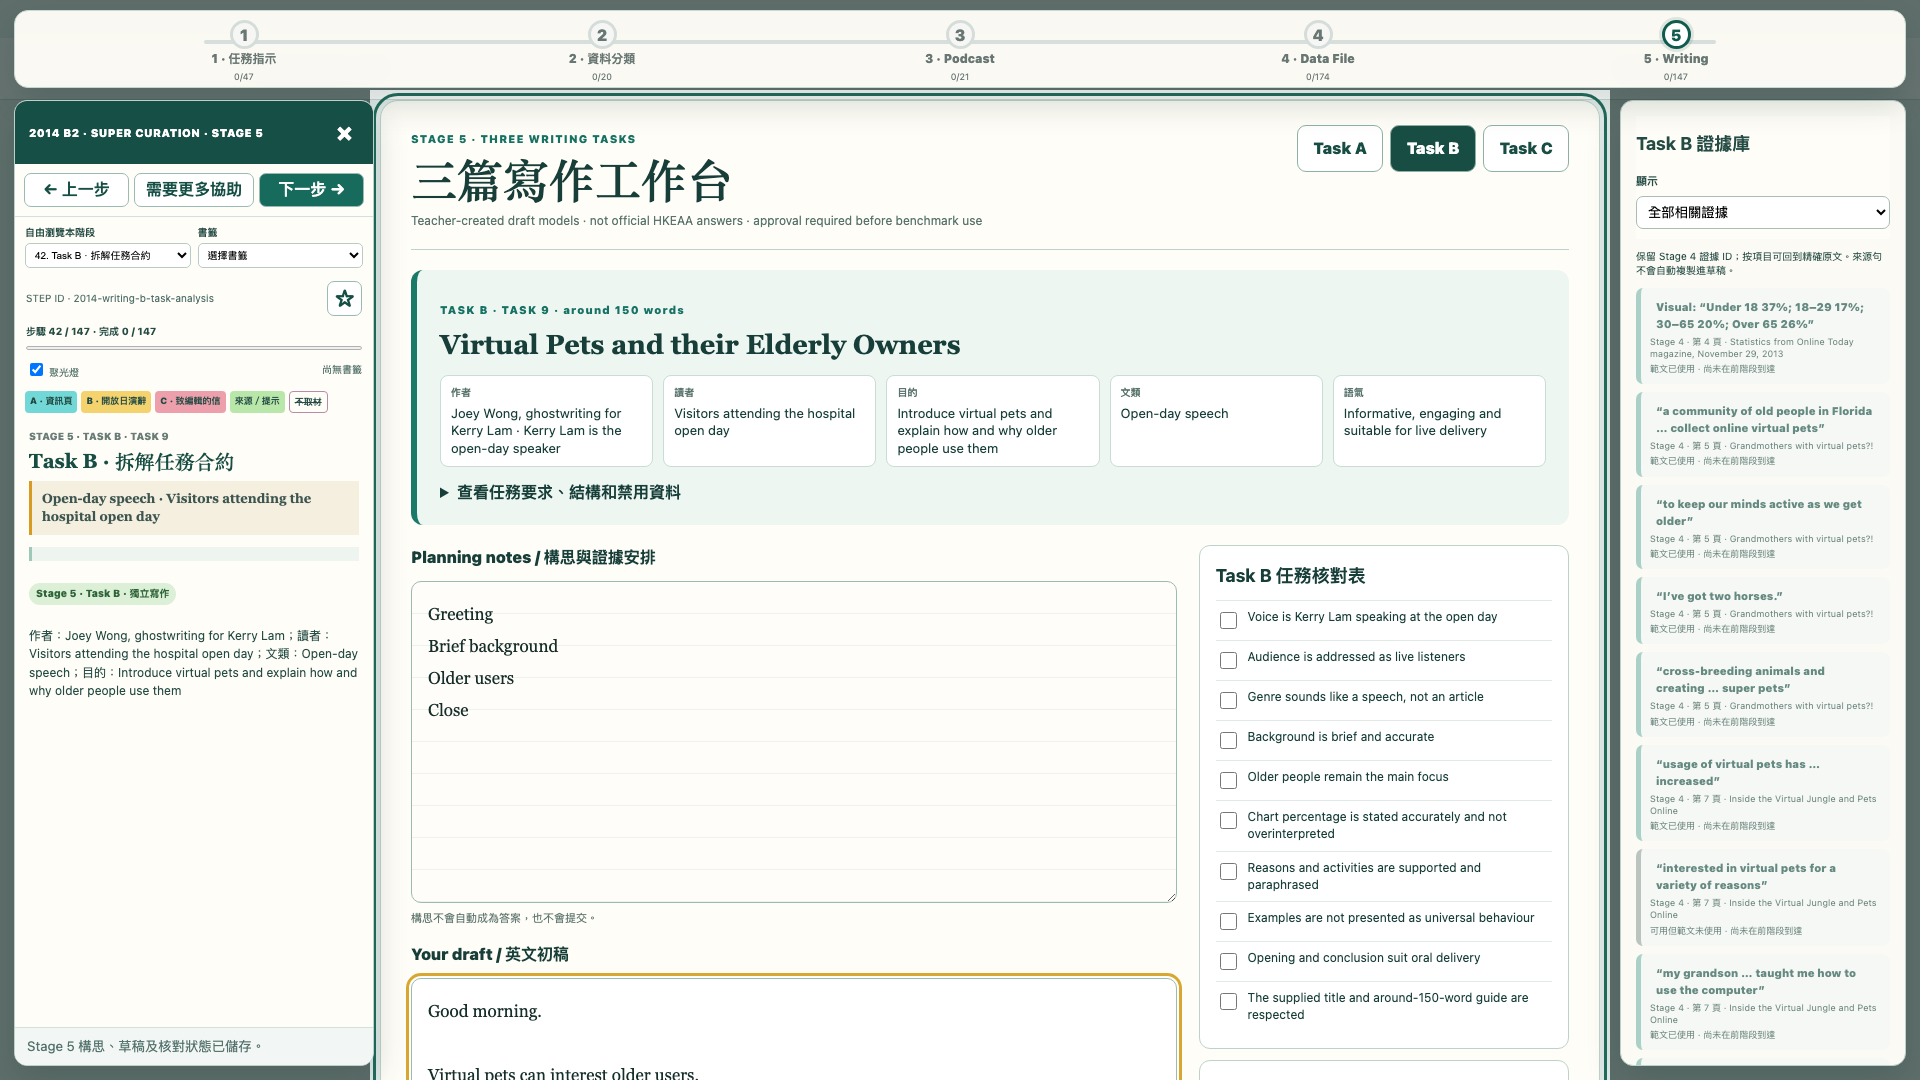 1
1 · 任務指示
0/47
2
2 · 資料分類
0/20
3
3 · Podcast
0/21
4
4 · Data File
0/174
5
5 · Writing
0/147
2014 B2 · SUPER CURATION · STAGE 5
✖
← 上一步
需要更多協助
下一步 →
自由瀏覽本階段
書籤
42. Task B · 拆解任務合約
選擇書籤
STEP ID · 2014-writing-b-task-analysis
☆
步驟 42 / 147 · 完成 0 / 147
聚光燈
尚無書籤
A · 資訊頁
B · 開放日演辭
C · 致編輯的信
來源 / 提示
不取材
STAGE 5 · TASK B · TASK 9
Task B · 拆解任務合約
Open-day speech · Visitors attending the
hospital open day
Stage 5 · Task B · 獨立寫作
作者：Joey Wong, ghostwriting for Kerry Lam；讀者：
Visitors attending the hospital open day；文類：Open-day
speech；目的：Introduce virtual pets and explain how and
why older people use them
Stage 5 構思、草稿及核對狀態已儲存。
STAGE 5 · THREE WRITING TASKS
三篇寫作工作台
Teacher-created draft models · not official HKEAA answers · approval required before benchmark use
Task A
Task B
Task C
TASK B · TASK 9 · around 150 words
Virtual Pets and their Elderly Owners
作者
Joey Wong, ghostwriting for
Kerry Lam · Kerry Lam is the
open-day speaker
讀者
Visitors attending the hospital
open day
目的
Introduce virtual pets and
explain how and why older
people use them
文類
Open-day speech
語氣
Informative, engaging and
suitable for live delivery
▶ 查看任務要求、結構和禁用資料
Planning notes / 構思與證據安排
Greeting
Brief background
Older users
Close
構思不會自動成為答案，也不會提交。
Your draft / 英文初稿
Good morning.
Virtual pets can interest older users.
Task B 任務核對表
Voice is Kerry Lam speaking at the open day
Audience is addressed as live listeners
Genre sounds like a speech, not an article
Background is brief and accurate
Older people remain the main focus
Chart percentage is stated accurately and not
overinterpreted
Reasons and activities are supported and
paraphrased
Examples are not presented as universal behaviour
Opening and conclusion suit oral delivery
The supplied title and around-150-word guide are
respected
Task B 證據庫
顯示
全部相關證據
保留 Stage 4 證據 ID；按項目可回到精確原文。來源句
不會自動複製進草稿。
Visual: “Under 18 37%; 18–29 17%;
30–65 20%; Over 65 26%”
Stage 4 · 第 4 頁 · Statistics from Online Today
magazine, November 29, 2013
範文已使用 · 尚未在前階段到達
“a community of old people in Florida
… collect online virtual pets”
Stage 4 · 第 5 頁 · Grandmothers with virtual pets?!
範文已使用 · 尚未在前階段到達
“to keep our minds active as we get
older”
Stage 4 · 第 5 頁 · Grandmothers with virtual pets?!
範文已使用 · 尚未在前階段到達
“I’ve got two horses.”
Stage 4 · 第 5 頁 · Grandmothers with virtual pets?!
範文已使用 · 尚未在前階段到達
“cross-breeding animals and
creating … super pets”
Stage 4 · 第 5 頁 · Grandmothers with virtual pets?!
範文已使用 · 尚未在前階段到達
“usage of virtual pets has …
increased”
Stage 4 · 第 7 頁 · Inside the Virtual Jungle and Pets
Online
範文已使用 · 尚未在前階段到達
“interested in virtual pets for a
variety of reasons”
Stage 4 · 第 7 頁 · Inside the Virtual Jungle and Pets
Online
可用但範文未使用 · 尚未在前階段到達
“my grandson … taught me how to
use the computer”
Stage 4 · 第 7 頁 · Inside the Virtual Jungle and Pets
Online
範文已使用 · 尚未在前階段到達